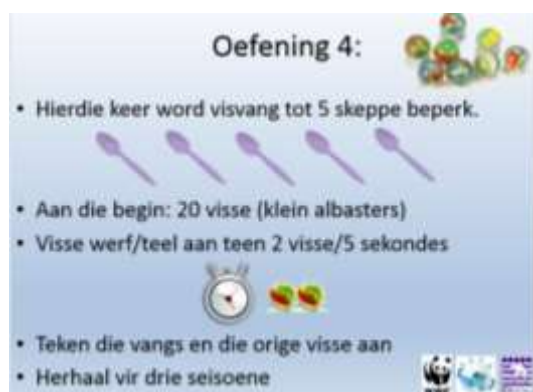 Oefening 4:
• Hierdie keer word visvang tot 5 skeppe beperk.
• Aan die begin: 20 visse (klein albasters)
• Visse werf/teel aan teen 2 visse/5 sekondes
• Teken die vangs en die orige visse aan
• Herhaal vir drie seisoene